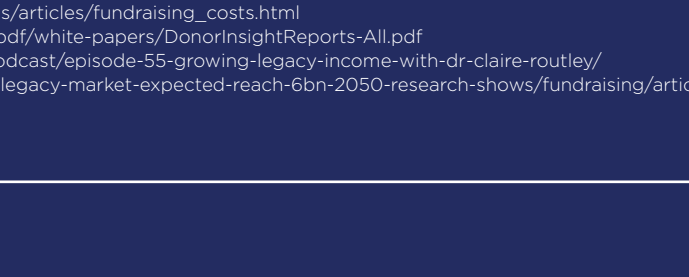 s/articles/fundraising_costs.html
odf/white-papers/DonorInsightReports-All.pdf
odcast/episode-55-growing-legacy-income-with-dr-claire-routley/
legacy-market-expected-reach-6bn-2050-research-shows/fundraising/artic